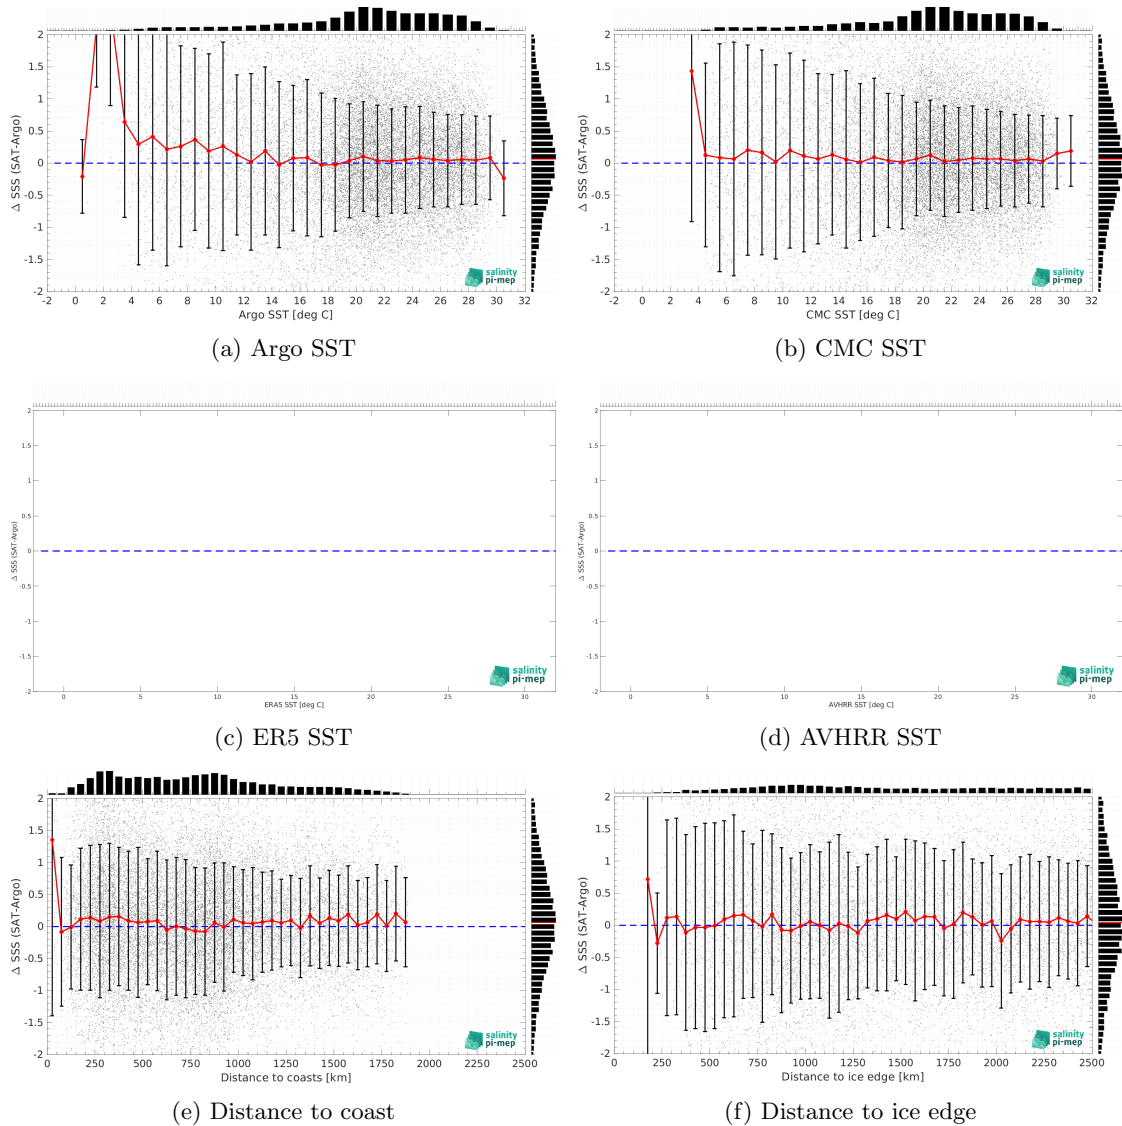 2
1.5
1
0.5
0
-0.5
-1
-1.5
-2
Δ SSS (SAT-Argo)
-2 0 2 4 6 8 10 12 14 16 18 20 22 24 26 28 30 32
Argo SST [deg C]
salinity
pi-mep
(a) Argo SST
2
1.5
1
0.5
0
-0.5
-1
-1.5
-2
Δ SSS (SAT-Argo)
-2 0 2 4 6 8 10 12 14 16 18 20 22 24 26 28 30 32
CMC SST [deg C]
salinity
pi-mep
(b) CMC SST
2
1.5
1
0.5
0
-0.5
-1
-1.5
-2
Δ SSS (SAT-Argo)
0 5 10 15 20 25 30
ERA5 SST [deg C]
salinity
pi-mep
(c) ER5 SST
2
1.5
1
0.5
0
-0.5
-1
-1.5
-2
Δ SSS (SAT-Argo)
0 5 10 15 20 25 30
AVHRR SST [deg C]
salinity
pi-mep
(d) AVHRR SST
2
1.5
1
0.5
0
-0.5
-1
-1.5
-2
Δ SSS (SAT-Argo)
0 250 500 750 1000 1250 1500 1750 2000 2250 2500
Distance to coasts [km]
salinity
pi-mep
(e) Distance to coast
2
1.5
1
0.5
0
-0.5
-1
-1.5
-2
Δ SSS (SAT-Argo)
0 250 500 750 1000 1250 1500 1750 2000 2250 2500
Distance to ice edge [km]
salinity
pi-mep
(f) Distance to ice edge